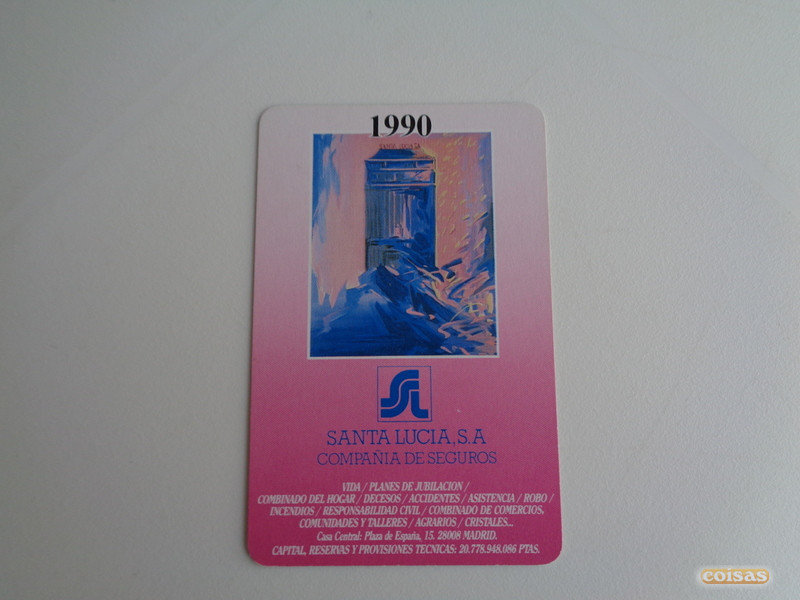 1990
SANTA LUCIA, S.A
COMPAÑIA DE SEGUROS
VIDA / PLANES DE JUBILACION /
COMBINADO DEL HOGAR / DECESOS / ACCIDENTES / ASISTENCIA / ROBO /
INCENDIOS / RESPONSABILIDAD CIVIL / COMBINADO DE COMERCIOS,
COMUNIDADES Y TALLERES / AGRARIOS / CRISTALES...
Casa Central: Plaza de España, 15. 28008 MADRID.
CAPITAL, RESERVAS Y PROVISIONES TECNICAS: 20.778.948.086 PTAS.
coisas